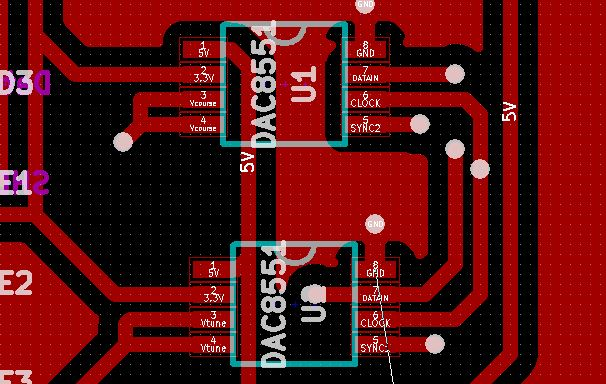 GND
1
5V
8
GND
2
3.3V
7
DATAIN
3
Vcourse
6
CLOCK
4
Vcourse
5
SYNC2
DAC8551
U1
D3
5V
5V
E1
GND
1
5V
8
GND
2
3.3V
7
DATAIN
3
Vtune
6
CLOCK
4
Vtune
5
SYNC
DAC8551
E2
E3